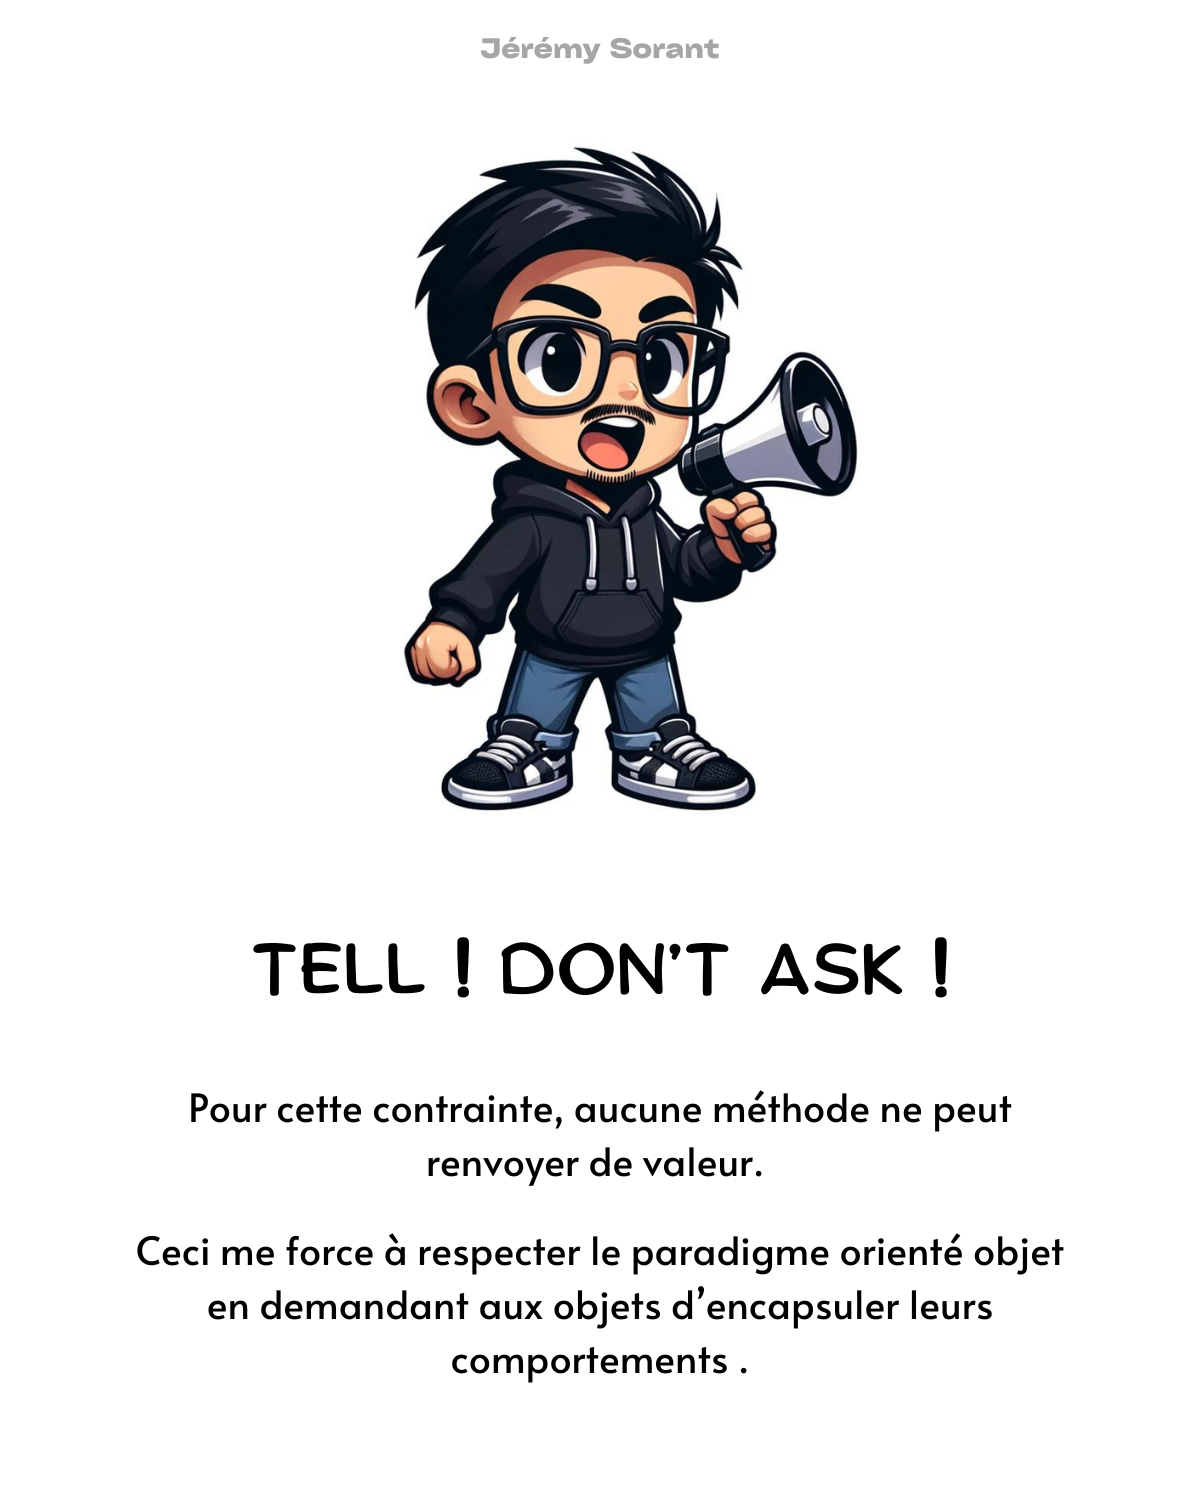 Jérémy Sorant
TELL ! DON’T ASK !
Pour cette contrainte, aucune méthode ne peut
renvoyer de valeur.
Ceci me force à respecter le paradigme orienté objet
en demandant aux objets d’encapsuler leurs
comportements .